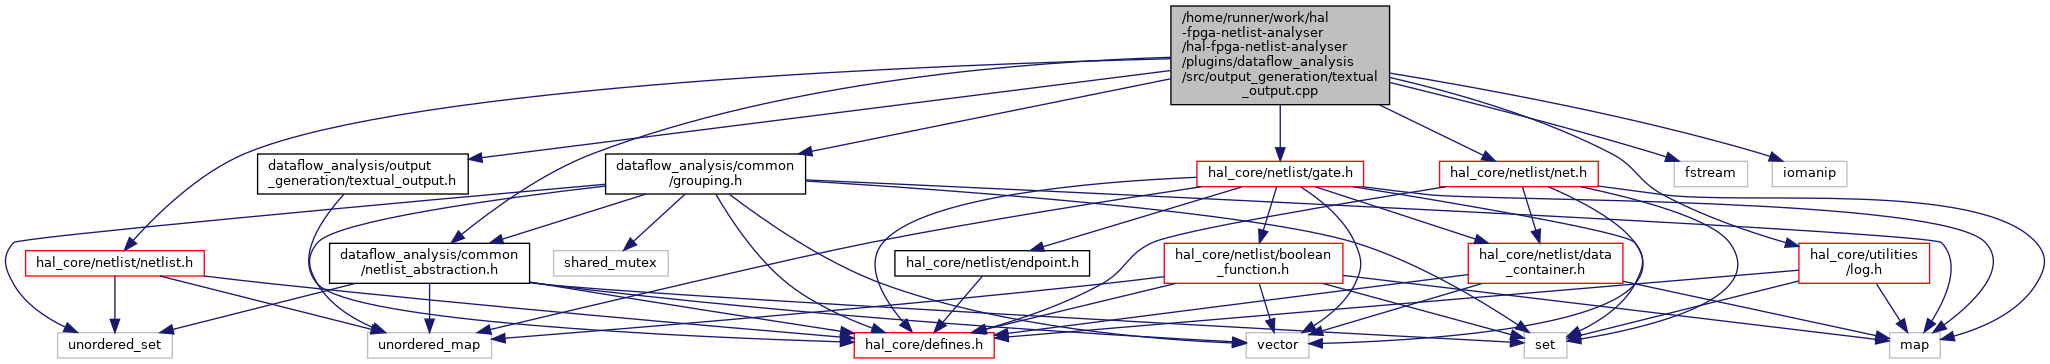 /home/runner/work/hal
-fpga-netlist-analyser
/hal-fpga-netlist-analyser
/plugins/dataflow_analysis
/src/output_generation/textual
_output.cpp
dataflow_analysis/output
_generation/textual_output.h
dataflow_analysis/common
/grouping.h
hal_core/netlist/gate.h
hal_core/netlist/net.h
fstream
iomanip
hal_core/netlist/netlist.h
dataflow_analysis/common
/netlist_abstraction.h
shared_mutex
hal_core/netlist/endpoint.h
hal_core/netlist/boolean
_function.h
hal_core/netlist/data
_container.h
hal_core/utilities
/log.h
unordered_set
unordered_map
hal_core/defines.h
vector
set
map